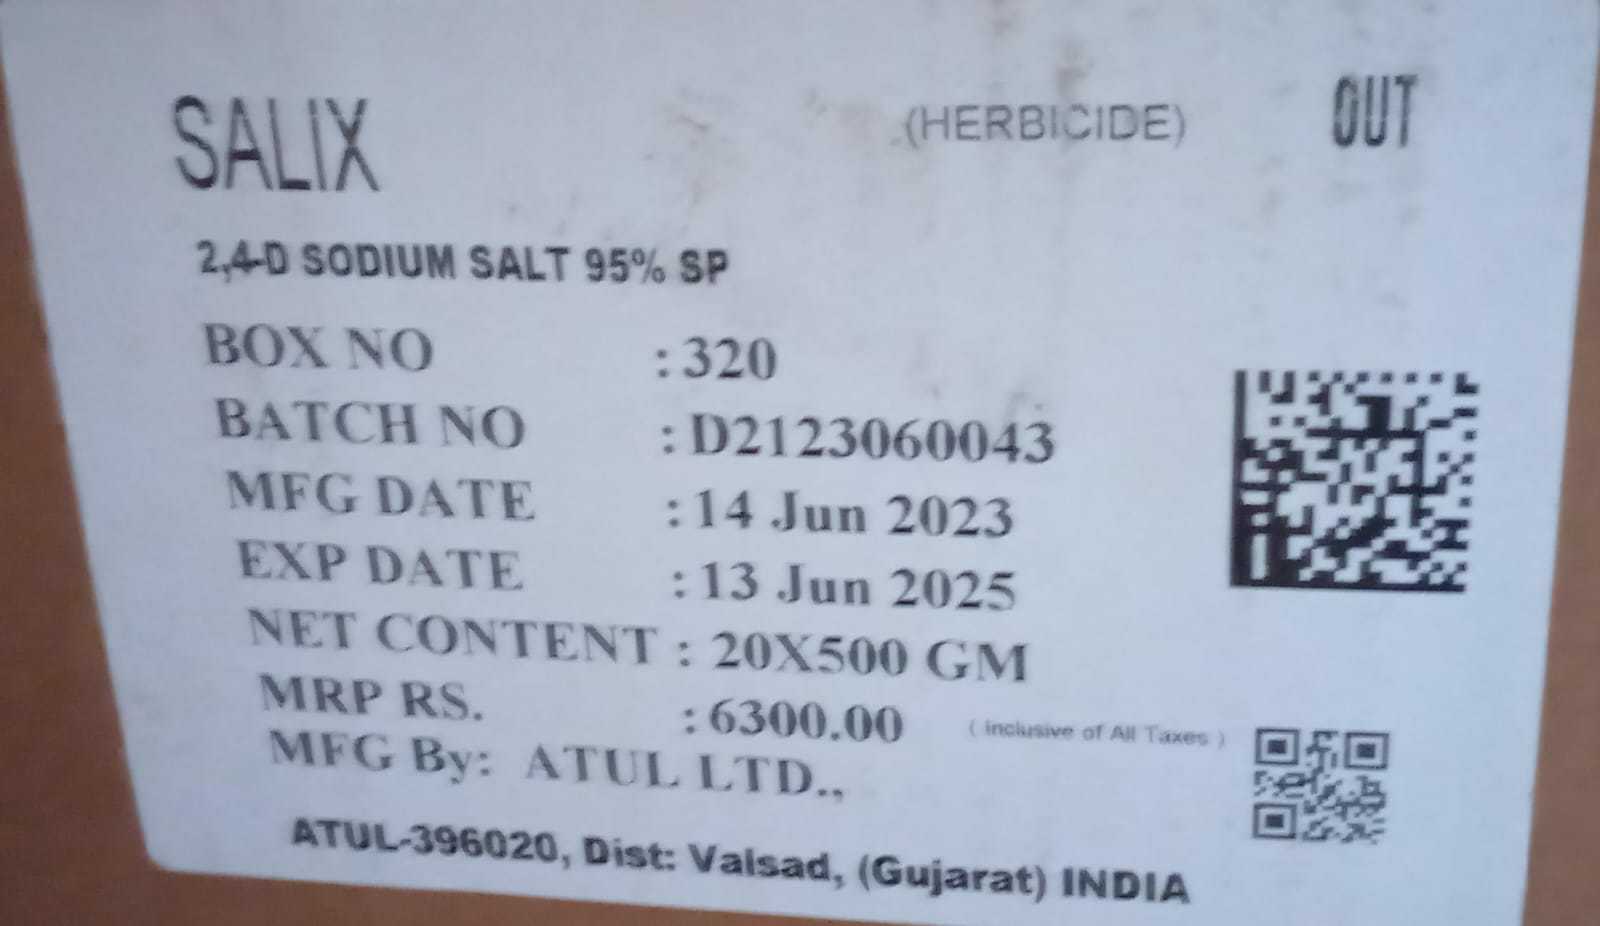 SALIX (HERBICIDE) OUT
2,4-D SODIUM SALT 95% SP
BOX NO : 320
BATCH NO : D2123060043
MFG DATE : 14 Jun 2023
EXP DATE : 13 Jun 2025
NET CONTENT : 20X500 GM
MRP RS. : 6300.00 ( Inclusive of All Taxes )
MFG By: ATUL LTD.,
ATUL-396020, Dist: Valsad, (Gujarat) INDIA